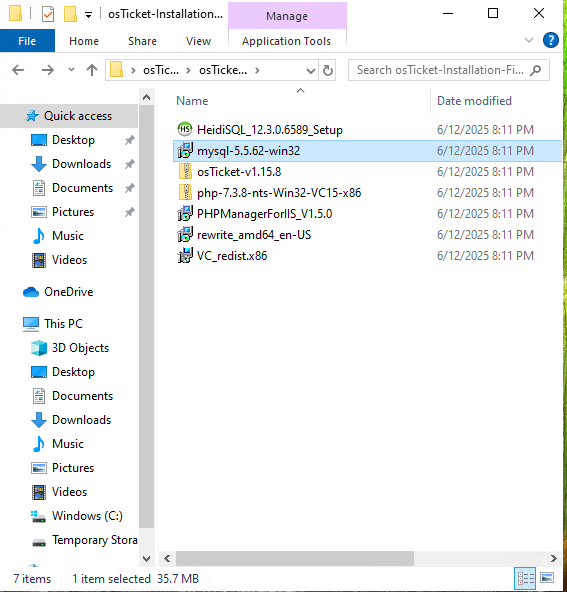 osTicket-Installation-... Manage
File Home Share View Application Tools
osTic... osTicke... Search osTicket-Installation-Fi...
Name Date modified
Quick access
Desktop
Downloads
Documents
Pictures
Music
Videos
OneDrive
This PC
3D Objects
Desktop
Documents
Downloads
Music
Pictures
Videos
Windows (C:)
Temporary Stora
HS HeidiSQL_12.3.0.6589_Setup 6/12/2025 8:11 PM
mysql-5.5.62-win32 6/12/2025 8:11 PM
osTicket-v1.15.8 6/12/2025 8:11 PM
php-7.3.8-nts-Win32-VC15-x86 6/12/2025 8:11 PM
PHPManagerForIIS_V1.5.0 6/12/2025 8:11 PM
rewrite_amd64_en-US 6/12/2025 8:11 PM
VC_redist.x86 6/12/2025 8:11 PM
7 items 1 item selected 35.7 MB